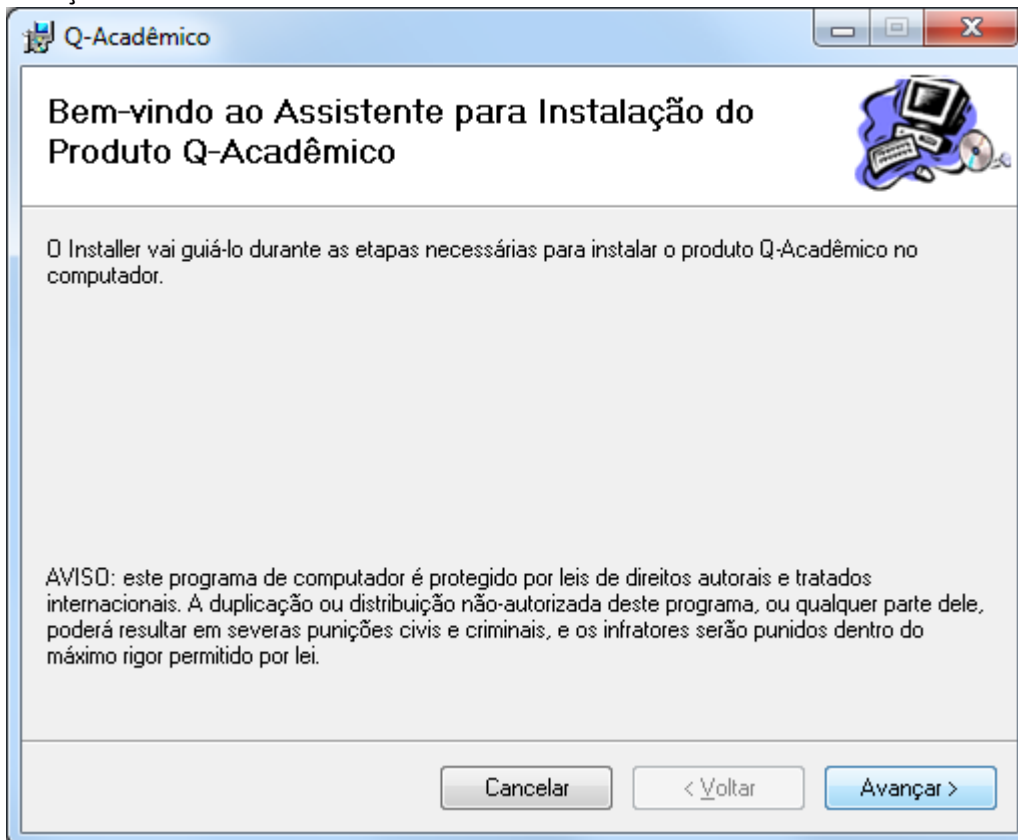 Q-Acadêmico
Bem-vindo ao Assistente para Instalação do
Produto Q-Acadêmico
O Installer vai guiá-lo durante as etapas necessárias para instalar o produto Q-Acadêmico no
computador.
AVISO: este programa de computador é protegido por leis de direitos autorais e tratados
internacionais. A duplicação ou distribuição não-autorizada deste programa, ou qualquer parte dele,
poderá resultar em severas punições civis e criminais, e os infratores serão punidos dentro do
máximo rigor permitido por lei.
Cancelar < Voltar Avançar >